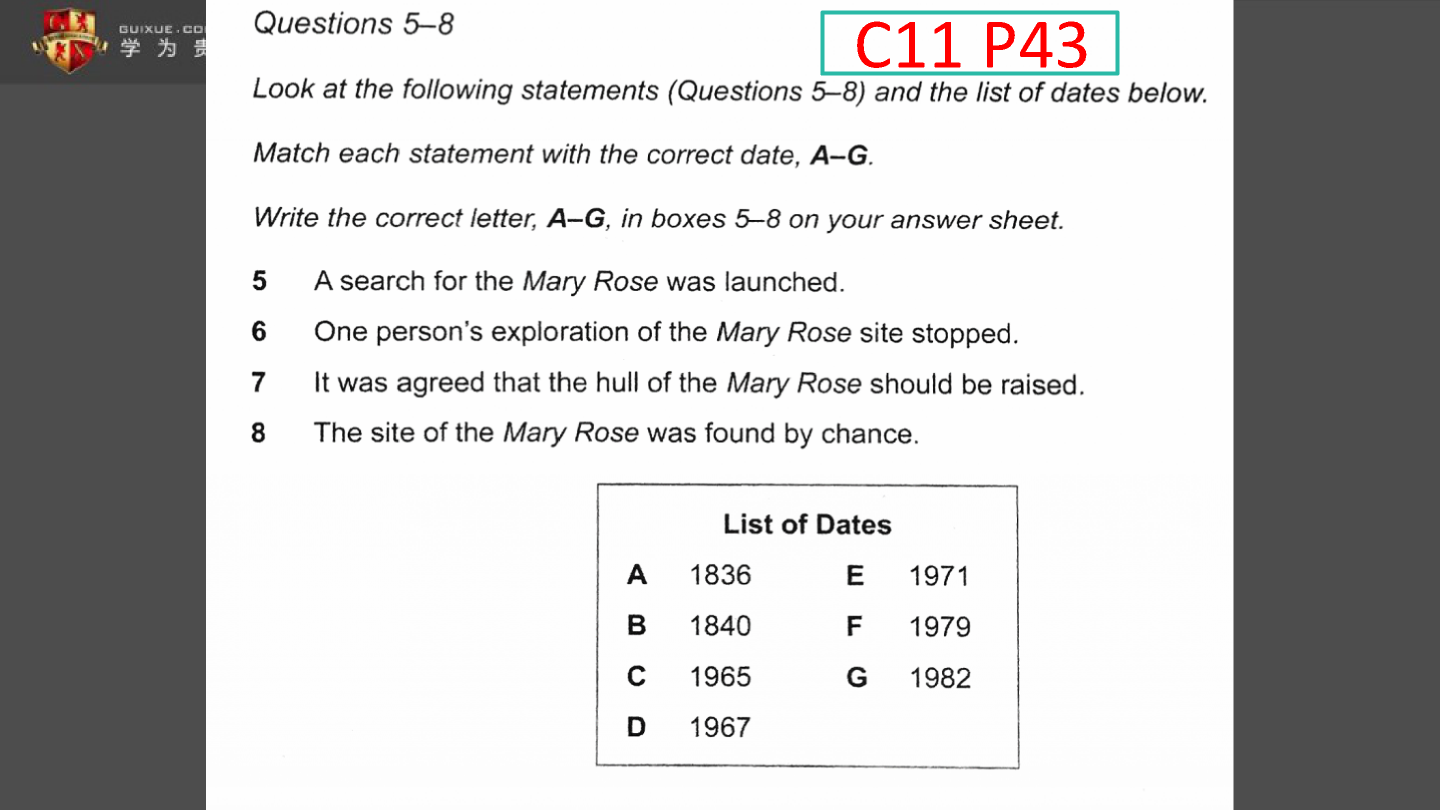 GUIXUE.CO
学 为 贵
Questions 5–8
C11 P43
Look at the following statements (Questions 5–8) and the list of dates below.
Match each statement with the correct date, A–G.
Write the correct letter, A–G, in boxes 5–8 on your answer sheet.
5 A search for the Mary Rose was launched.
6 One person's exploration of the Mary Rose site stopped.
7 It was agreed that the hull of the Mary Rose should be raised.
8 The site of the Mary Rose was found by chance.
List of Dates
A 1836 E 1971
B 1840 F 1979
C 1965 G 1982
D 1967